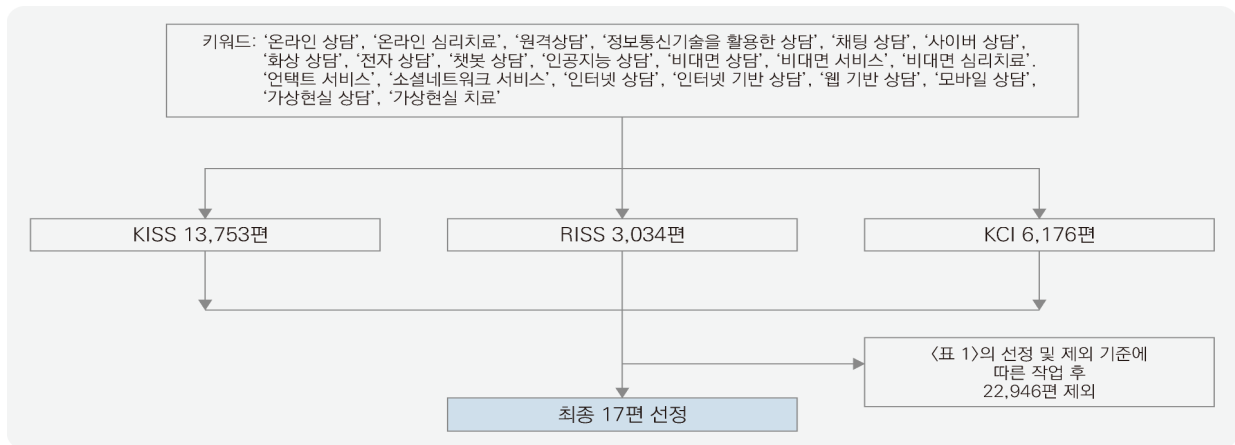 키워드: ‘온라인 상담’, ‘온라인 심리치료’, ‘원격상담’, ‘정보통신기술을 활용한 상담’, ‘채팅 상담’, ‘사이버 상담’,
‘화상 상담’, ‘전자 상담’, ‘챗봇 상담’, ‘인공지능 상담’, ‘비대면 상담’, ‘비대면 서비스’, ‘비대면 심리치료’.
‘언택트 서비스’, ‘소셜네트워크 서비스’, ‘인터넷 상담’, ‘인터넷 기반 상담’, ‘웹 기반 상담’, ‘모바일 상담’,
‘가상현실 상담’, ‘가상현실 치료’
KISS 13,753편
RISS 3,034편
KCI 6,176편
〈표 1〉의 선정 및 제외 기준에
따른 작업 후
22,946편 제외
최종 17편 선정